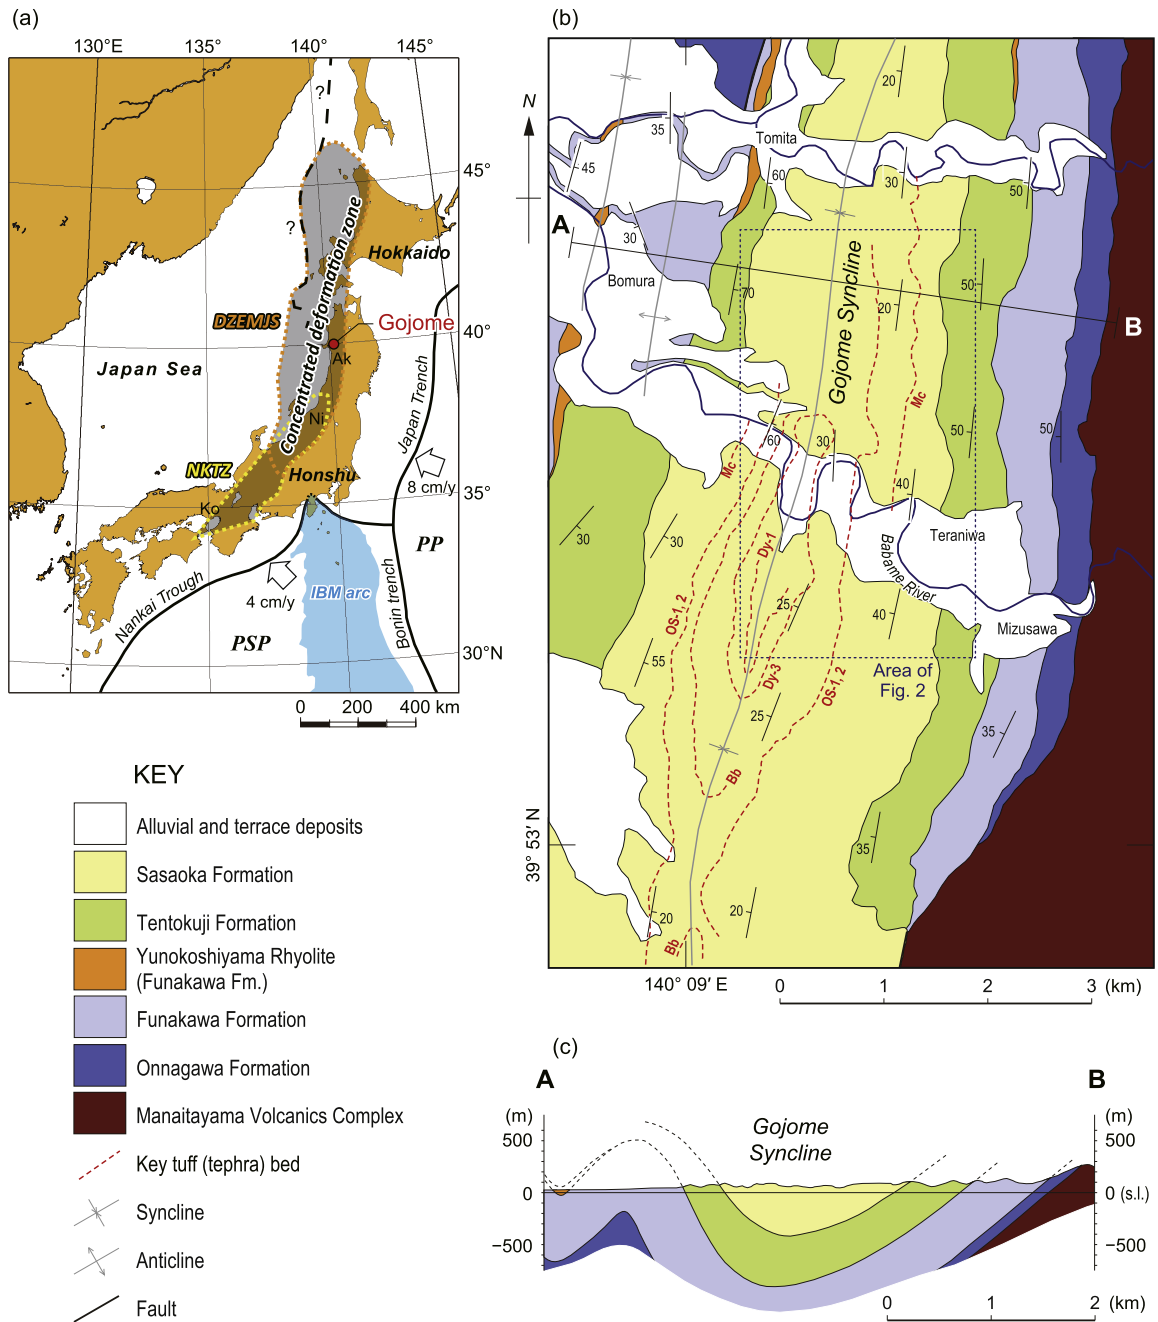 (a)
130°E
135°
140°
145°
?
45°
?
Concentrated deformation zone
Hokkaido
DZEMJS
Gojome
40°
Ak
Japan Sea
Japan Trench
Ni
NKTZ
Honshu
8 cm/y
35°
Ko
PP
Nankai Trough
4 cm/y
IBM arc
Bonin trench
PSP
30°N
0 200 400 km
KEY
Alluvial and terrace deposits
Sasaoka Formation
Tentokuji Formation
Yunokoshiyama Rhyolite
(Funakawa Fm.)
Funakawa Formation
Onnagawa Formation
Manaitayama Volcanics Complex
Key tuff (tephra) bed
Syncline
Anticline
Fault
(b)
N
20
35
Tomita
45
60
30
50
A
30
Gojome Syncline
Bomura
70
50
20
B
Mc
60
30
50
50
Mc
40
30
30
Dy-1
Teraniwa
Babame River
OS-1, 2
25
40
Mizusawa
55
Dy-3
OS-1, 2
Area of
Fig. 2
25
35
Bb
39° 53′ N
35
20
20
Bb
140° 09′ E
0 1 2 3 (km)
(c)
A
B
(m)
(m)
Gojome
Syncline
500
500
0
0 (s.l.)
−500
−500
0 1 2 (km)